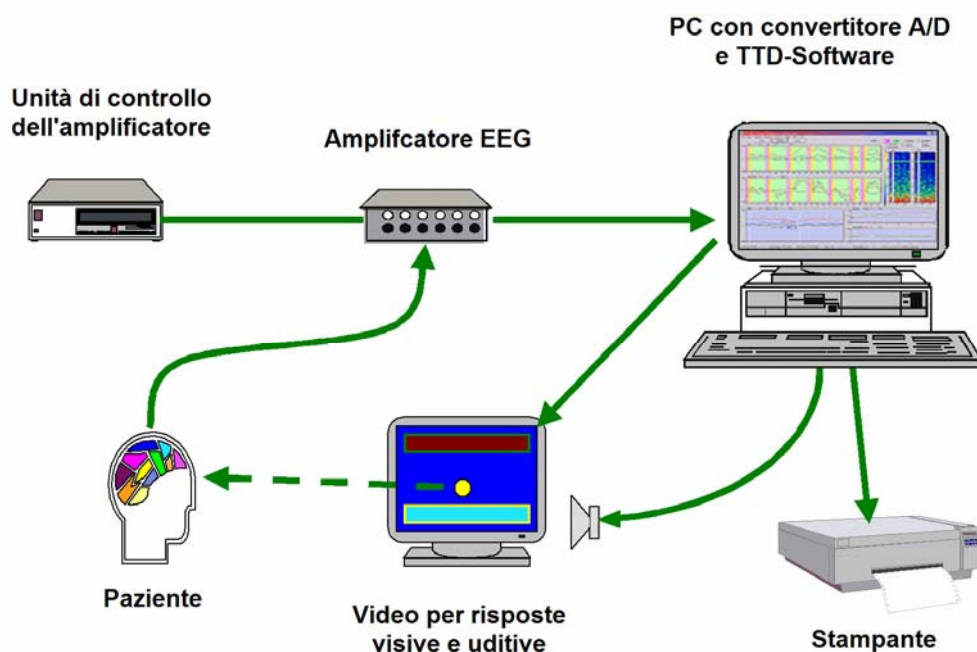 PC con convertitore A/D
e TTD-Software
Unità di controllo
dell'amplificatore
Amplifcatore EEG
Paziente
Video per risposte
visive e uditive
Stampante